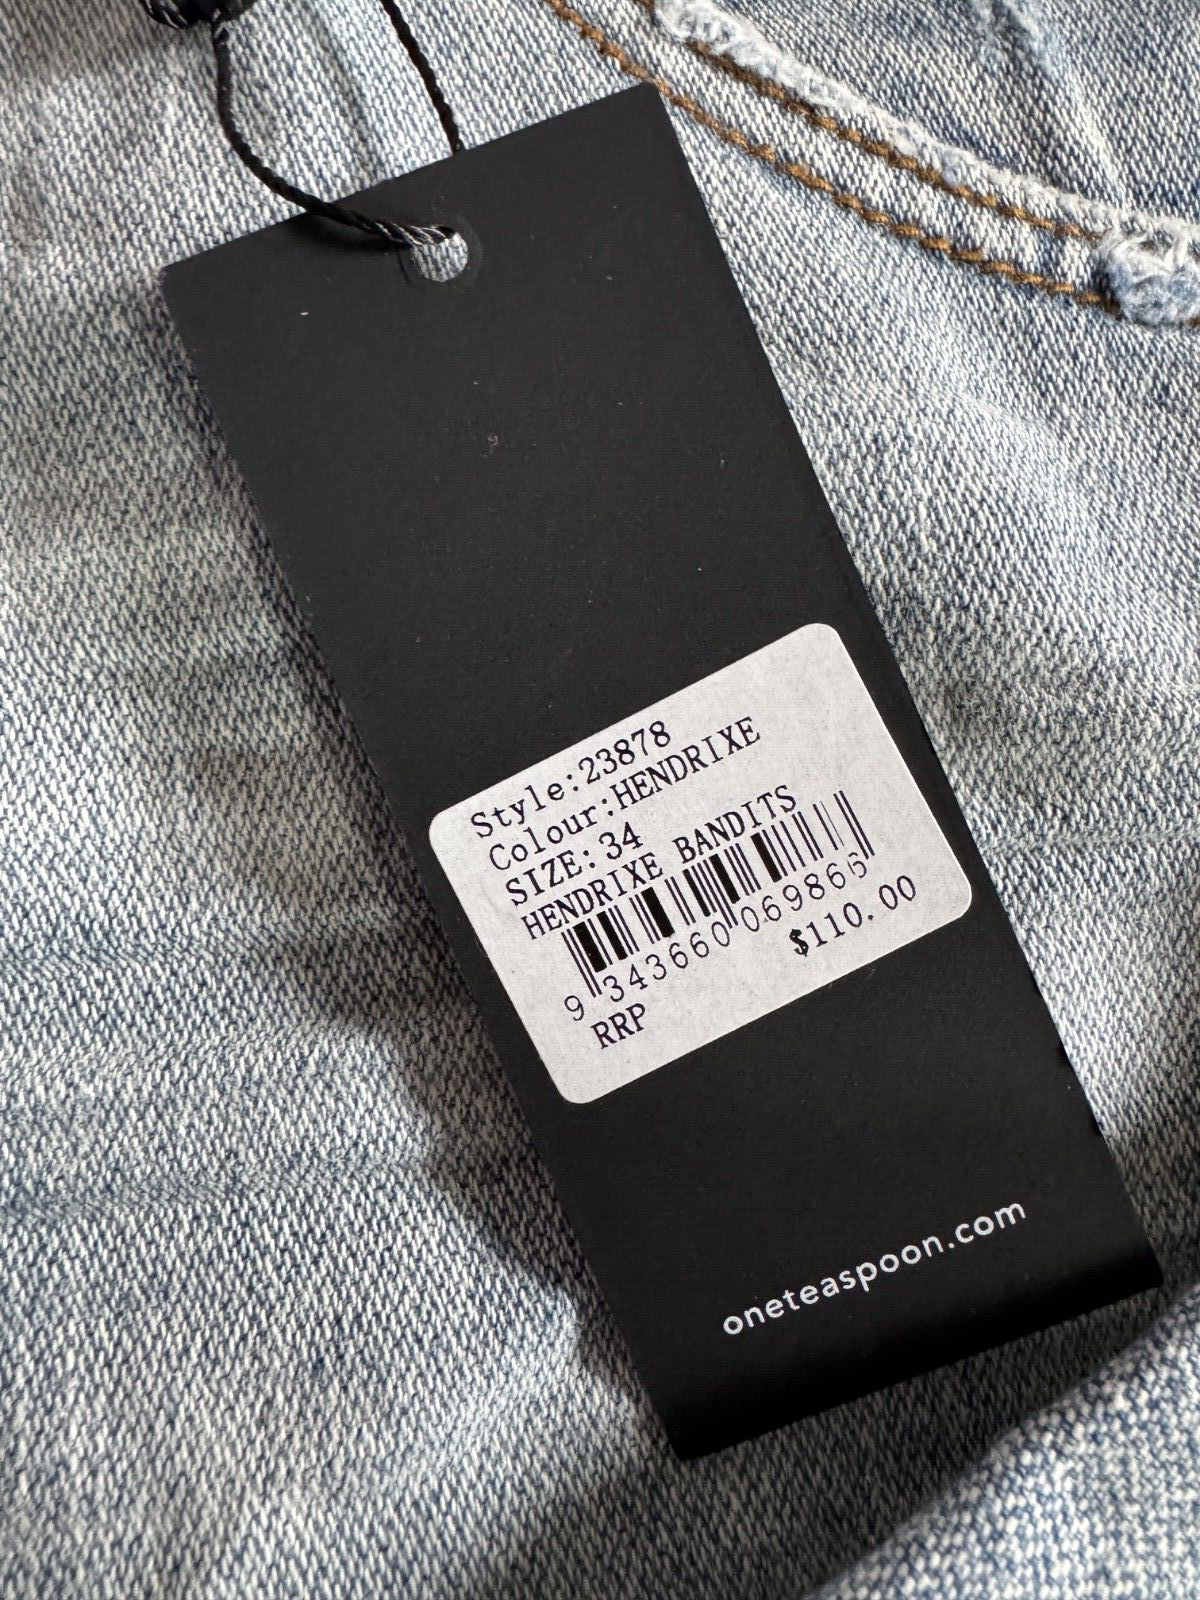 Style:23878
Colour:HENDRIXE
SIZE:34
HENDRIXE BANDITS
9 343660 069866
$110.00
RRP
oneteaspoon.com